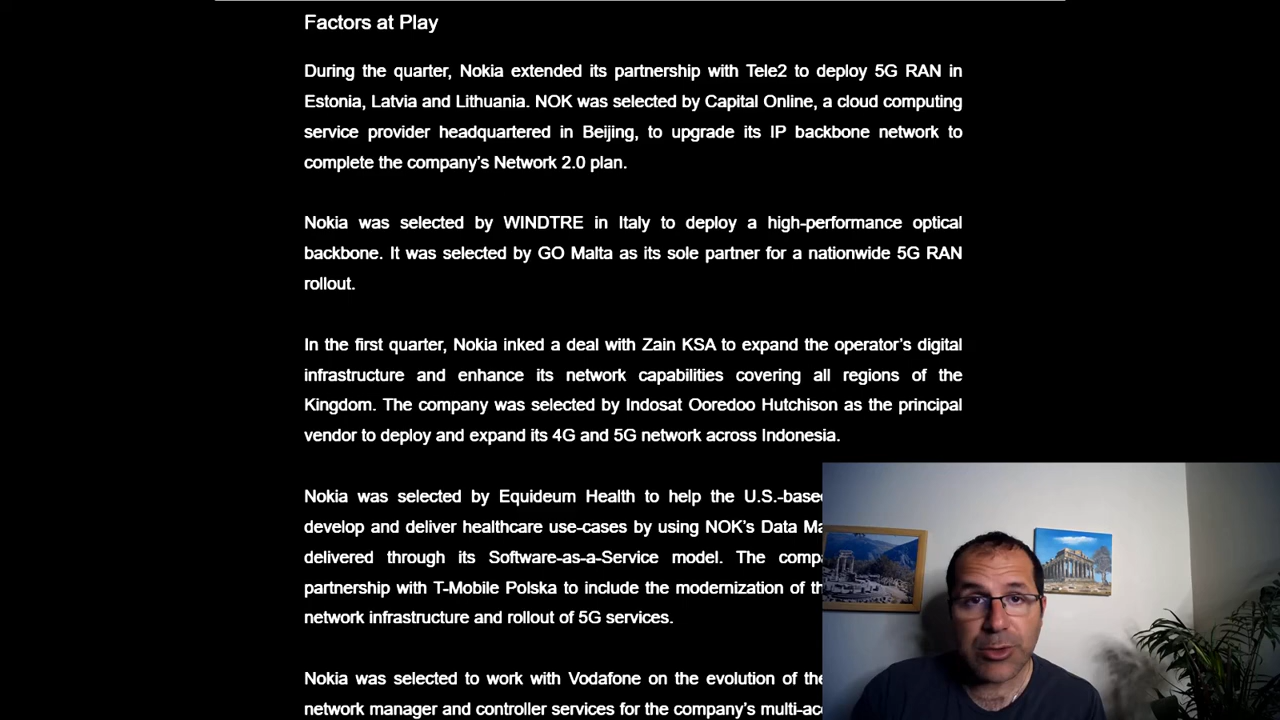 Factors at Play
During the quarter, Nokia extended its partnership with Tele2 to deploy 5G RAN in
Estonia, Latvia and Lithuania. NOK was selected by Capital Online, a cloud computing
service provider headquartered in Beijing, to upgrade its IP backbone network to
complete the company’s Network 2.0 plan.
Nokia was selected by WINDTRE in Italy to deploy a high-performance optical
backbone. It was selected by GO Malta as its sole partner for a nationwide 5G RAN
rollout.
In the first quarter, Nokia inked a deal with Zain KSA to expand the operator’s digital
infrastructure and enhance its network capabilities covering all regions of the
Kingdom. The company was selected by Indosat Ooredoo Hutchison as the principal
vendor to deploy and expand its 4G and 5G network across Indonesia.
Nokia was selected by Equideum Health to help the U.S.-based
develop and deliver healthcare use-cases by using NOK’s Data
delivered through its Software-as-a-Service model. The
partnership with T-Mobile Polska to include the modernization of
network infrastructure and rollout of 5G services.
Nokia was selected to work with Vodafone on the evolution of the
network manager and controller services for the company’s